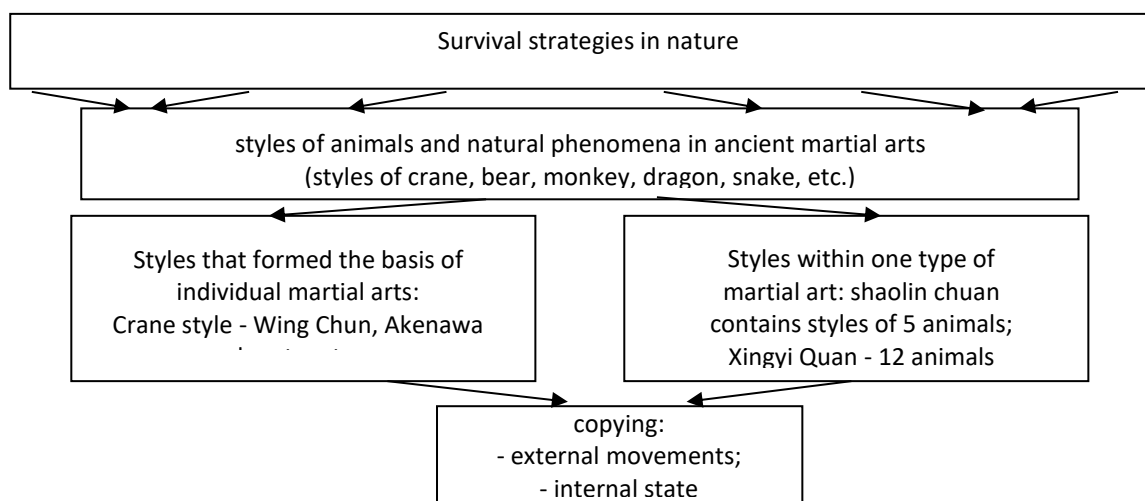 Survival strategies in nature
styles of animals and natural phenomena in ancient martial arts
(styles of crane, bear, monkey, dragon, snake, etc.)
Styles that formed the basis of
individual martial arts:
Crane style - Wing Chun, Akenawa
Styles within one type of
martial art: shaolin chuan
contains styles of 5 animals;
Xingyi Quan - 12 animals
copying:
- external movements;
- internal state